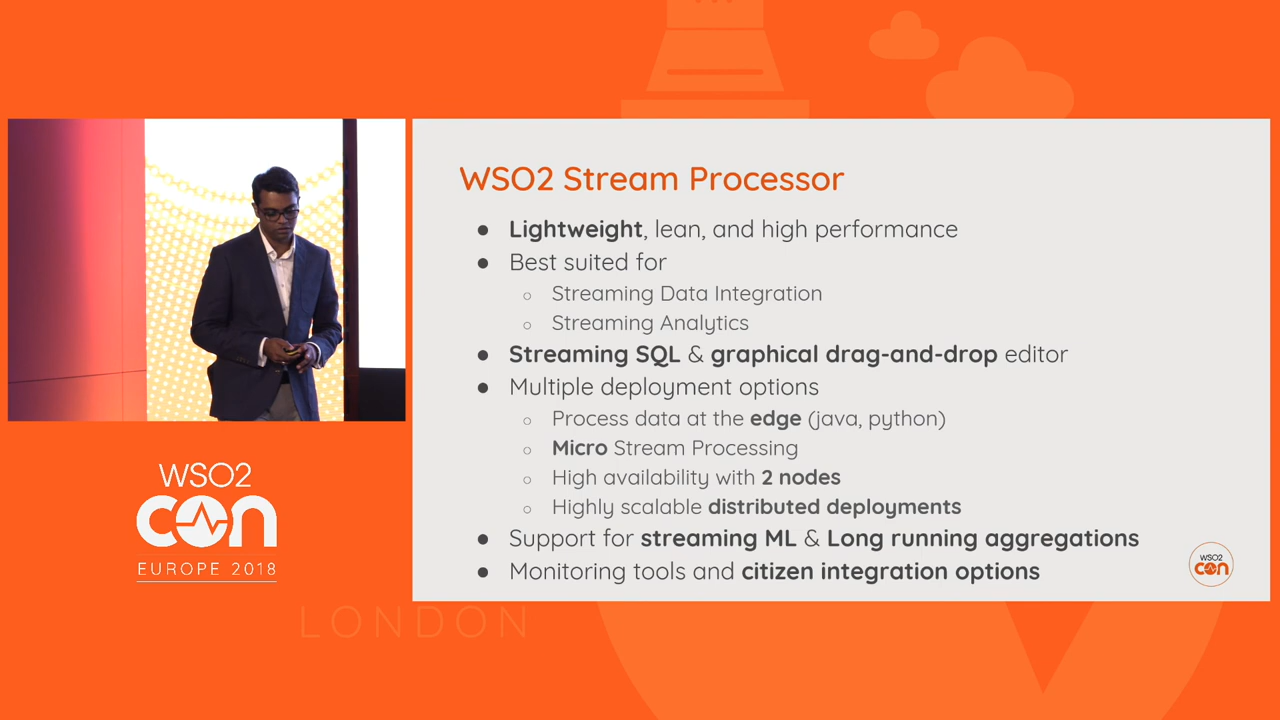 WSO2 Stream Processor
● Lightweight, lean, and high performance
● Best suited for
○ Streaming Data Integration
○ Streaming Analytics
● Streaming SQL & graphical drag-and-drop editor
● Multiple deployment options
○ Process data at the edge (java, python)
○ Micro Stream Processing
○ High availability with 2 nodes
○ Highly scalable distributed deployments
● Support for streaming ML & Long running aggregations
● Monitoring tools and citizen integration options
WSO2
con
WSO2
con
EUROPE 2018
LONDON